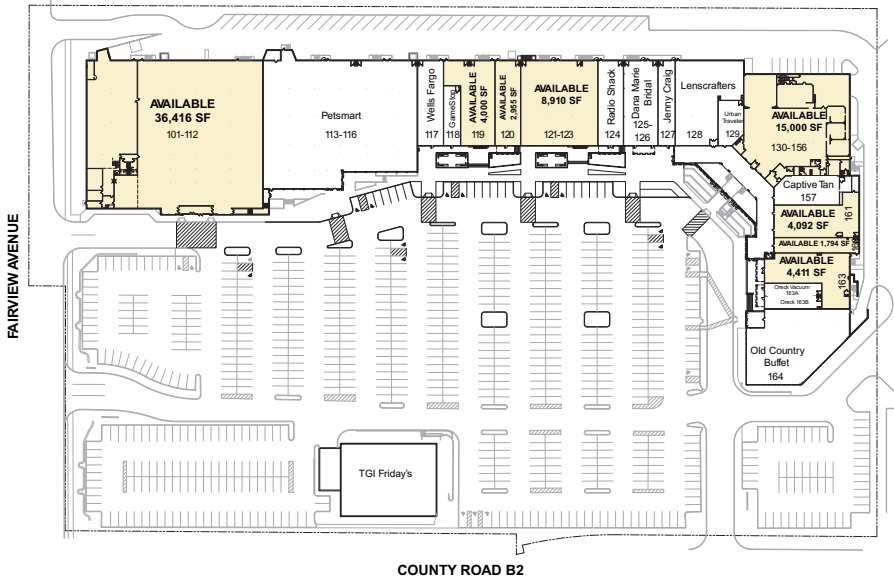 AVAILABLE
36,416 SF
101-112
Petsmart
113-116
Wells Fargo
117
GameStop
118
AVAILABLE
4,000 SF
119
AVAILABLE
2,955 SF
120
AVAILABLE
8,910 SF
121-123
Radio Shack
124
Dana Marie
Bridal
125-
126
Jenny Craig
127
Lenscrafters
128
Urban
Traveler
129
AVAILABLE
15,000 SF
130-156
Captive Tan
157
AVAILABLE
4,092 SF
161
AVAILABLE 1,794 SF
AVAILABLE
4,411 SF
163
Oreck Vacuum
163A
Oreck 163B
Old Country
Buffet
164
TGI Friday's
FAIRVIEW AVENUE
COUNTY ROAD B2